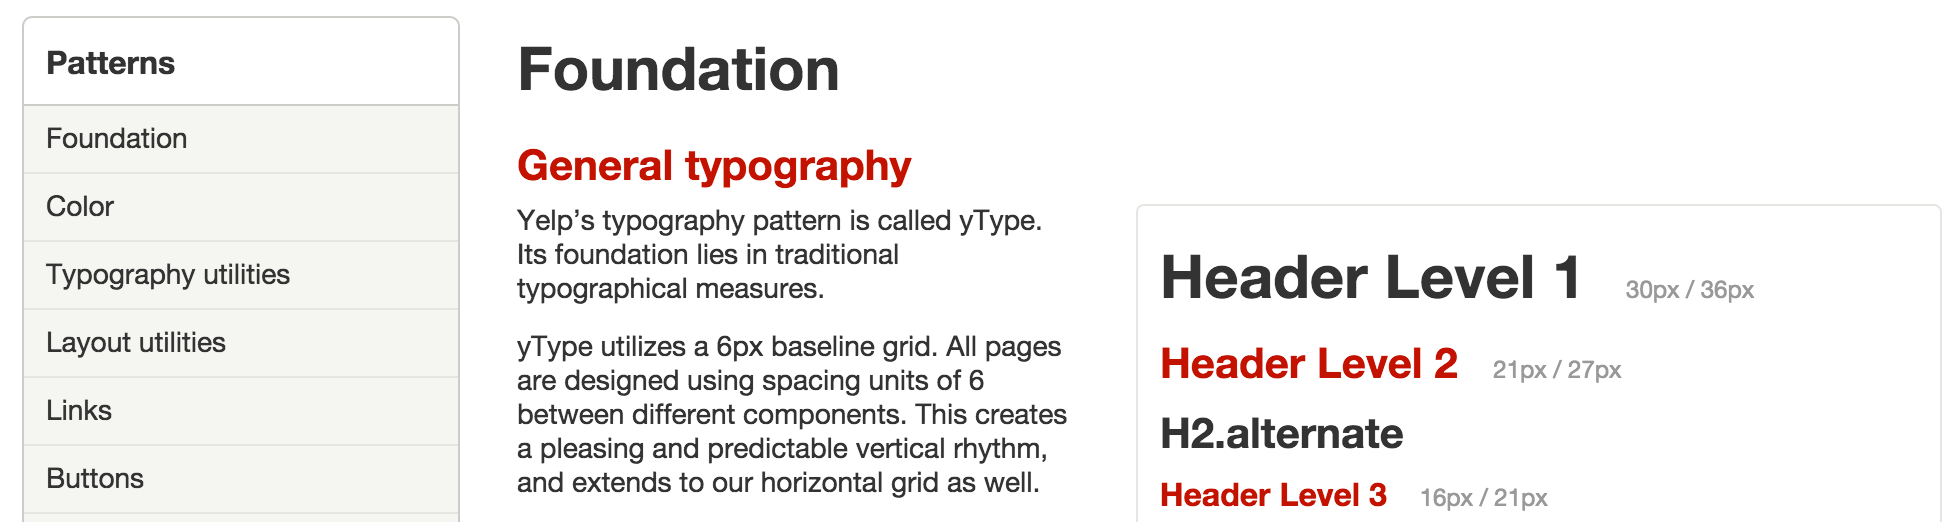 Patterns
Foundation
Color
Typography utilities
Layout utilities
Links
Buttons
Foundation
General typography
Yelp’s typography pattern is called yType.
Its foundation lies in traditional
typographical measures.
yType utilizes a 6px baseline grid. All pages
are designed using spacing units of 6
between different components. This creates
a pleasing and predictable vertical rhythm,
and extends to our horizontal grid as well.
Header Level 1 30px / 36px
Header Level 2 21px / 27px
H2.alternate
Header Level 3 16px / 21px